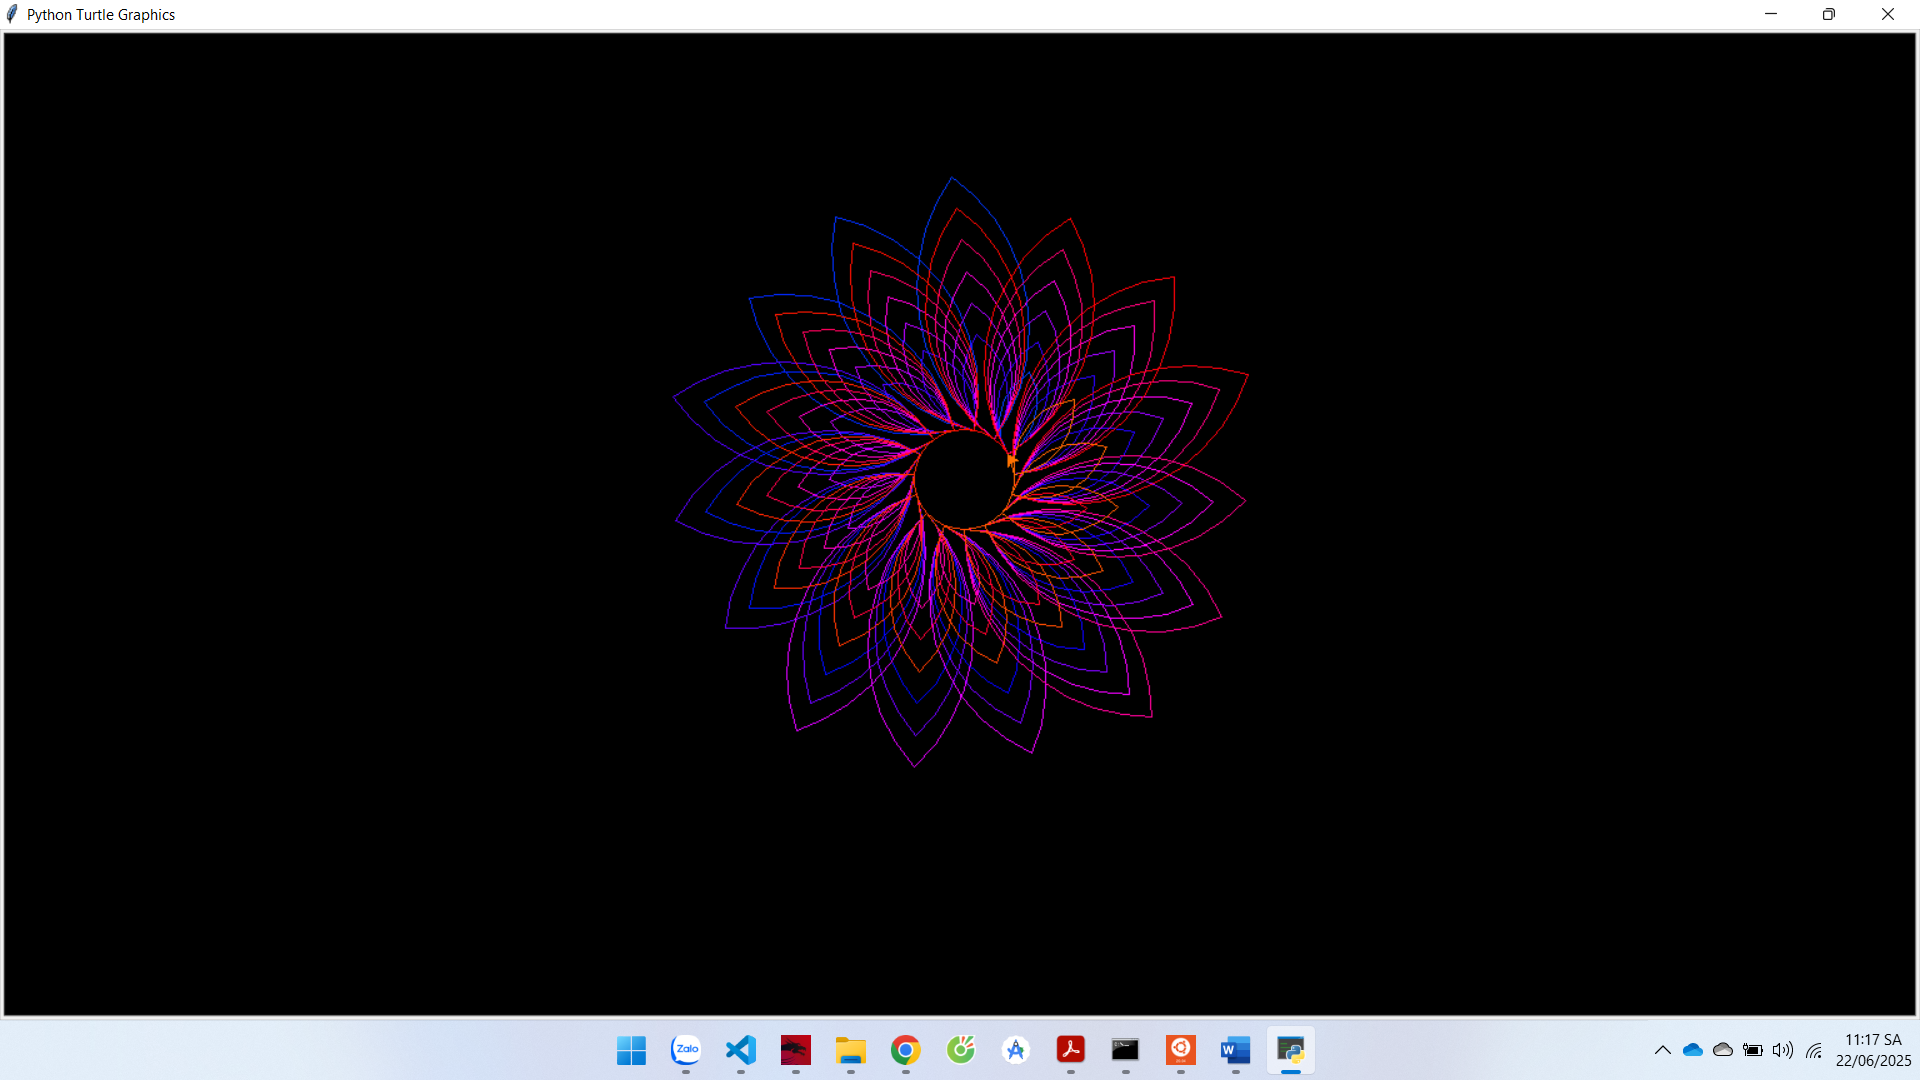 Python Turtle Graphics
Zalo
W
11:17 SA
22/06/2025